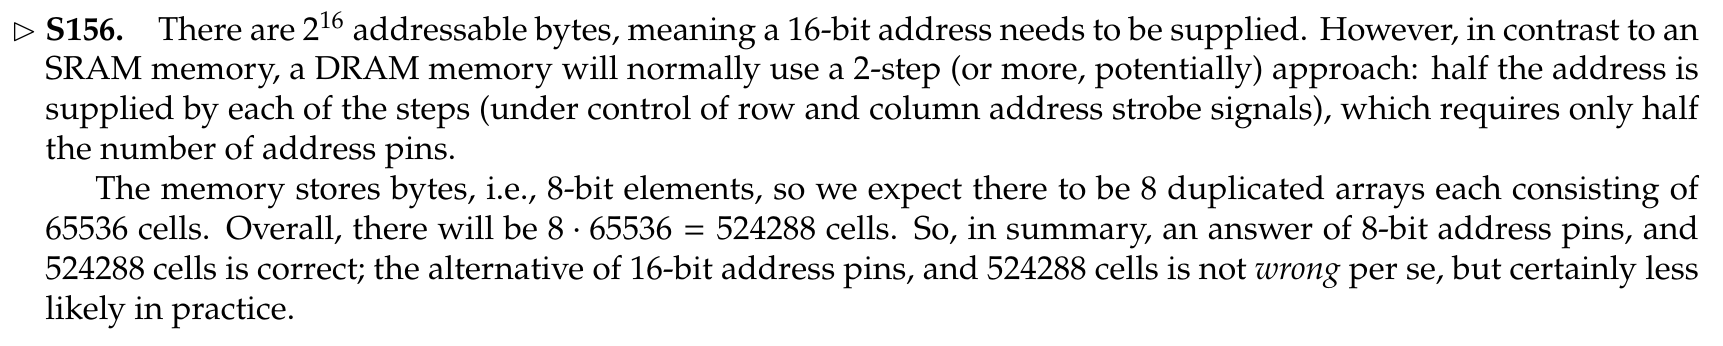 ▷ S156. There are 2^16 addressable bytes, meaning a 16-bit address needs to be supplied. However, in contrast to an
SRAM memory, a DRAM memory will normally use a 2-step (or more, potentially) approach: half the address is
supplied by each of the steps (under control of row and column address strobe signals), which requires only half
the number of address pins.
The memory stores bytes, i.e., 8-bit elements, so we expect there to be 8 duplicated arrays each consisting of
65536 cells. Overall, there will be 8 · 65536 = 524288 cells. So, in summary, an answer of 8-bit address pins, and
524288 cells is correct; the alternative of 16-bit address pins, and 524288 cells is not wrong per se, but certainly less
likely in practice.